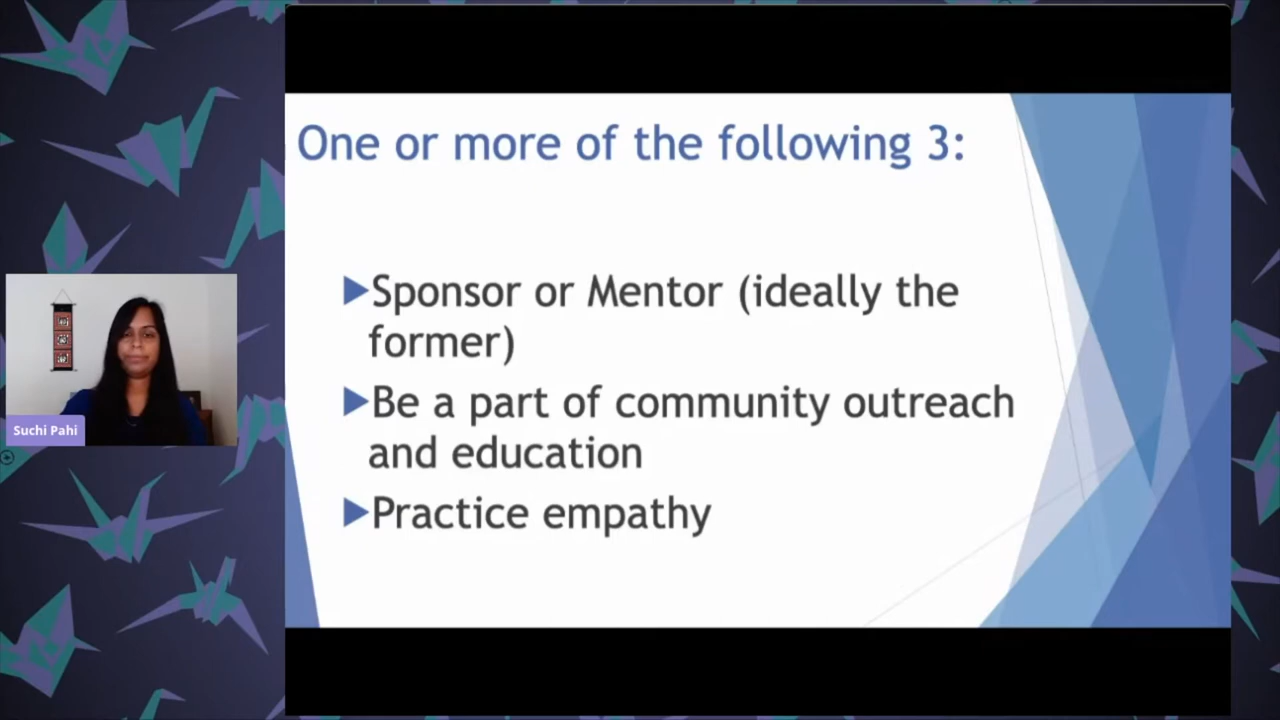 One or more of the following 3:
Sponsor or Mentor (ideally the
former)
Be a part of community outreach
and education
Practice empathy
Suchi Pahi